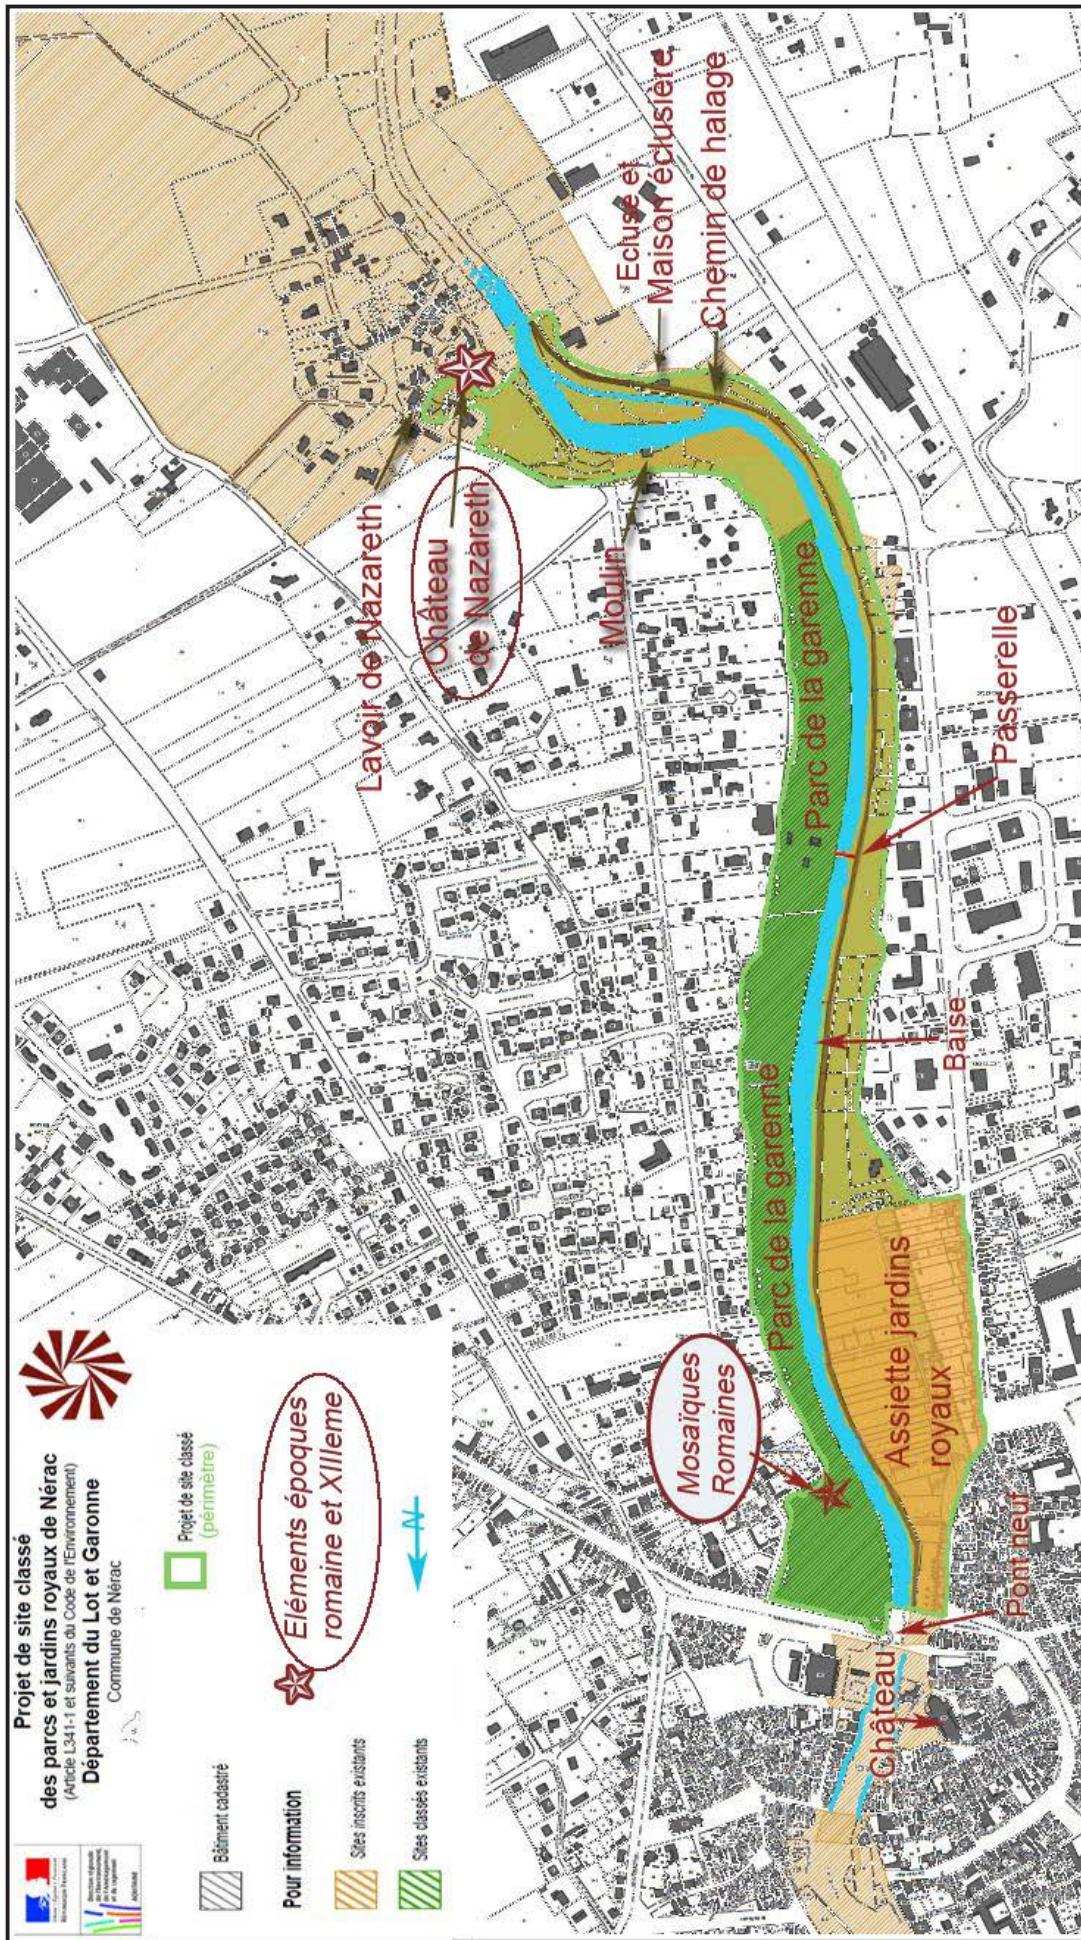 Projet de site classé
des parcs et jardins royaux de Nérac
(Article L341-1 et suivants du Code de l'Environnement)
Département du Lot et Garonne
Commune de Nérac
Bâtiment cadastré
Projet de site classé
(périmètre)
Pour information
Sites inscrits existants
Sites classés existants
Eléments époques
romaine et XIIIeme
N
Lavoir de Nazareth
Château
de Nazareth
Moulin
Ecluse et
Maison éclusière
Chemin de halage
Parc de la garenne
Passerelle
Parc de la garenne
Baïse
Mosaïques
Romaines
Assiette jardins
royaux
Pont neuf
Château